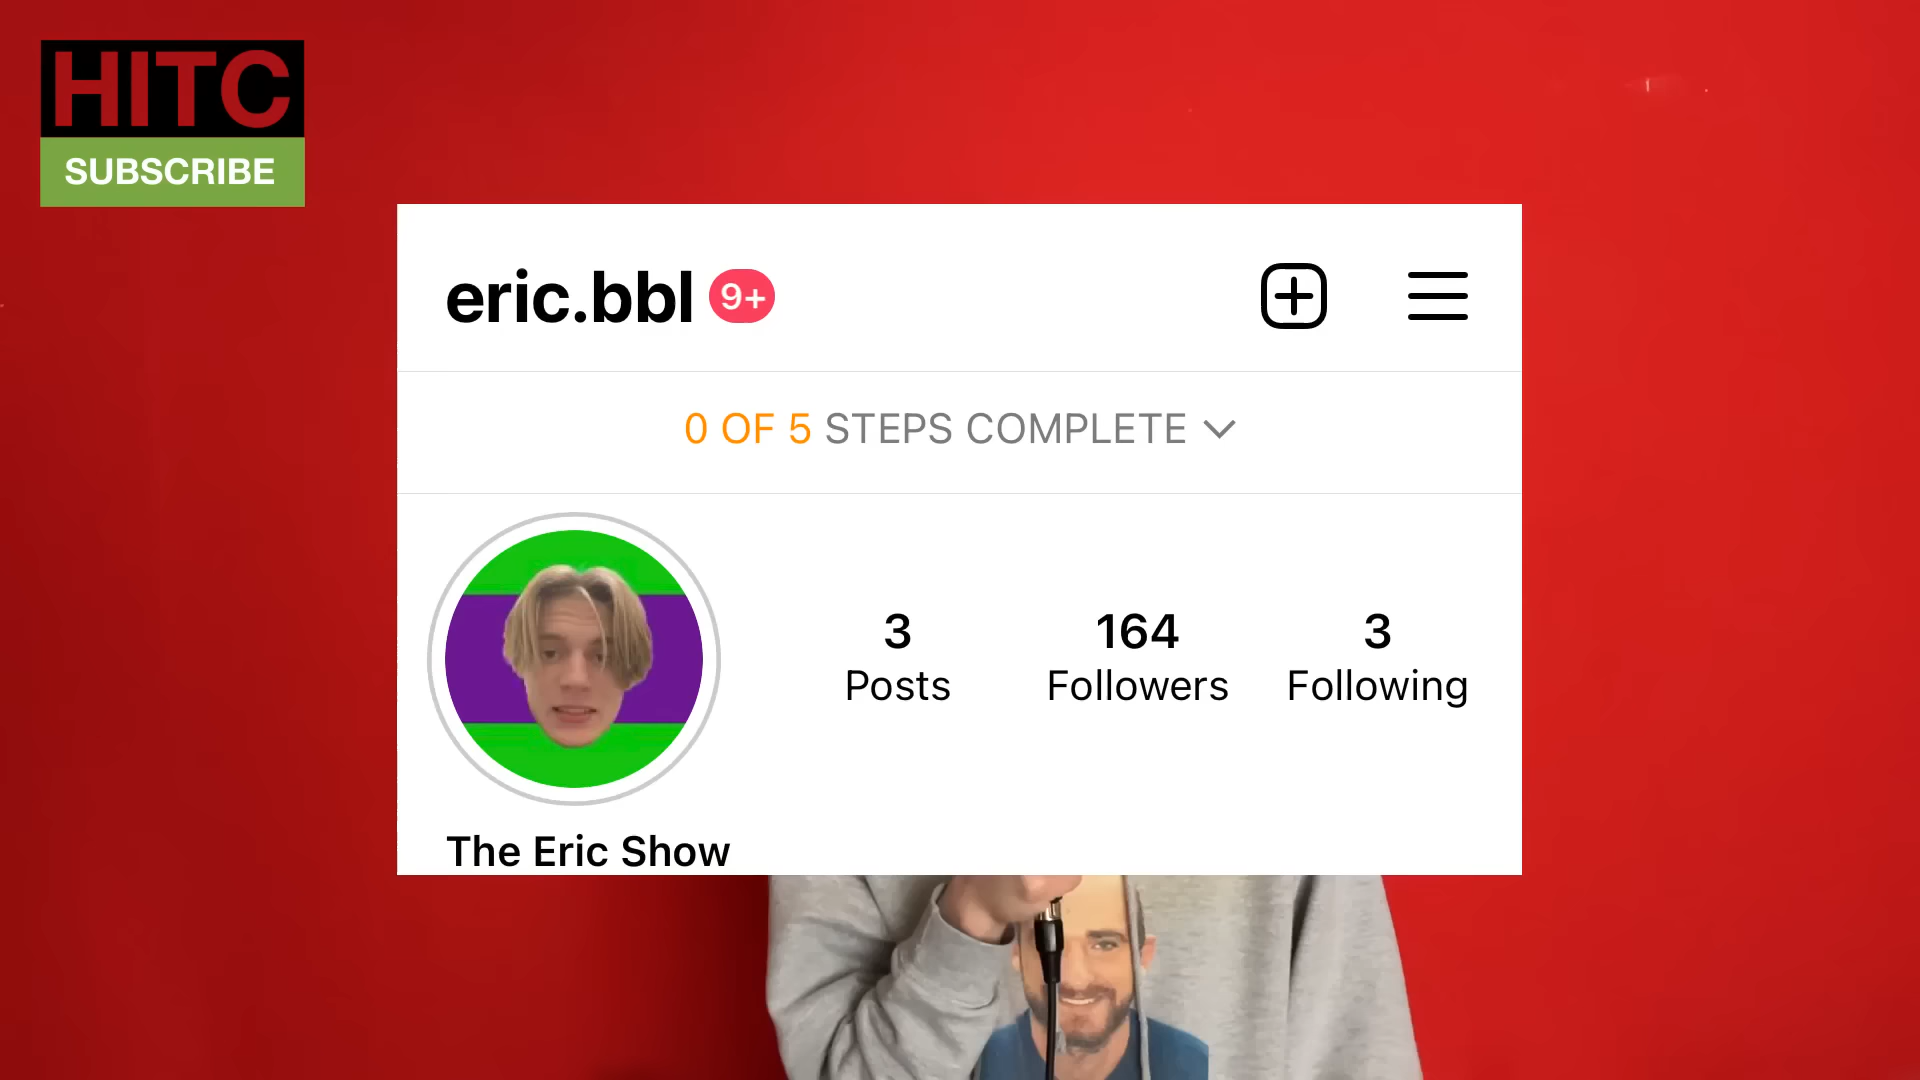 HITC
SUBSCRIBE
eric.bbl 9+
0 OF 5 STEPS COMPLETE
3 164 3
Posts Followers Following
The Eric Show